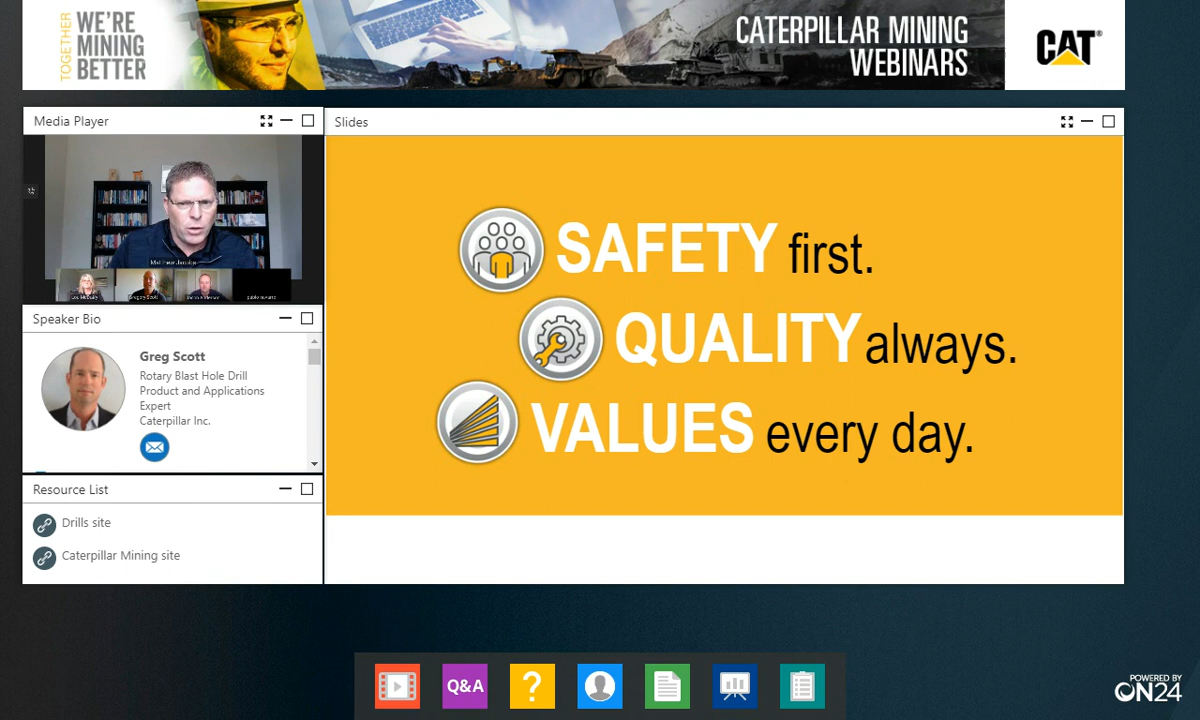 TOGETHER
WE'RE
MINING
BETTER
CATERPILLAR MINING
WEBINARS
CAT®
Media Player
Slides
Gregory Scott
SAFETY first.
QUALITY always.
VALUES every day.
Speaker Bio
Greg Scott
Rotary Blast Hole Drill
Product and Applications
Expert
Caterpillar Inc.
Resource List
Drills site
Caterpillar Mining site
Q&A
?
POWERED BY
ON24